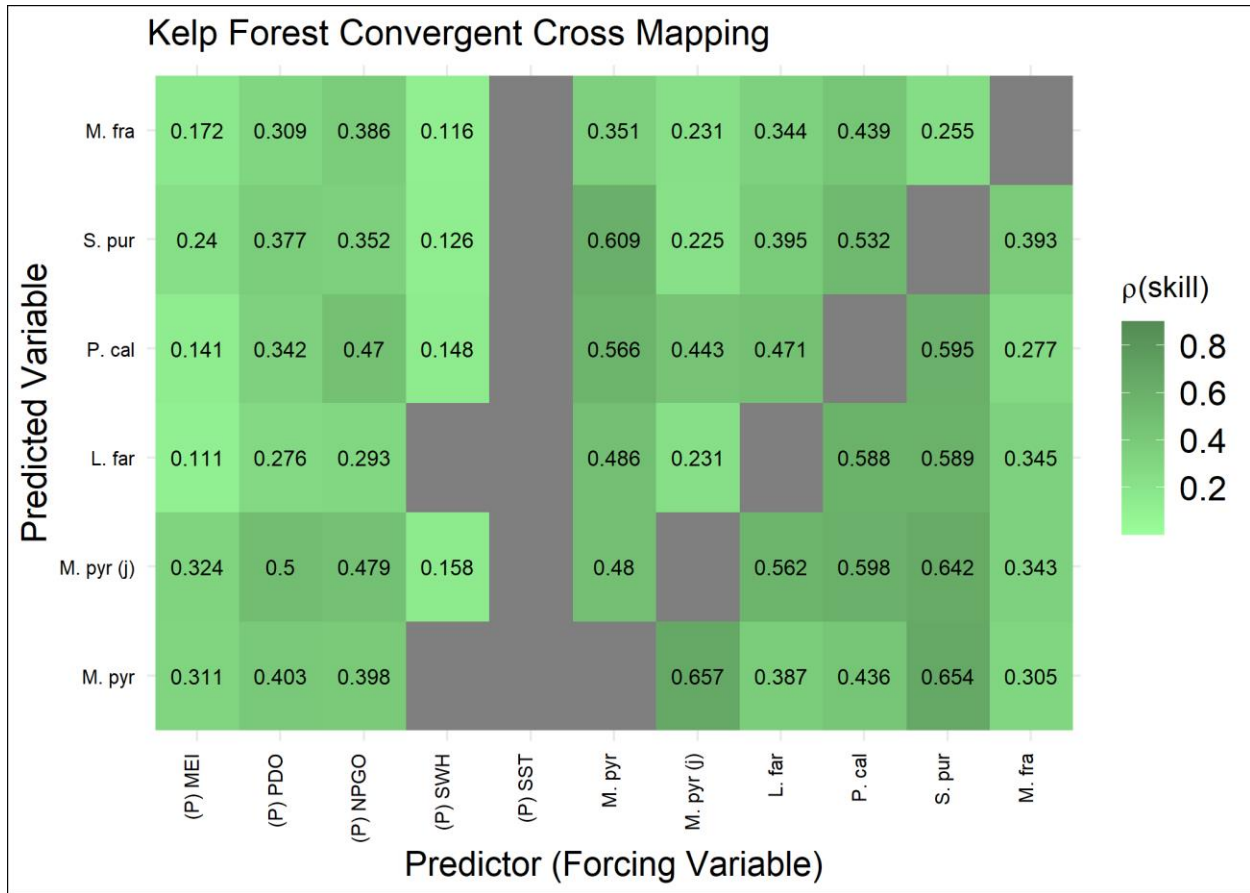 Kelp Forest Convergent Cross Mapping
Predicted Variable
M. fra 0.172 0.309 0.386 0.116 0.351 0.231 0.344 0.439 0.255
S. pur 0.24 0.377 0.352 0.126 0.609 0.225 0.395 0.532 0.393
P. cal 0.141 0.342 0.47 0.148 0.566 0.443 0.471 0.595 0.277
L. far 0.111 0.276 0.293 0.486 0.231 0.588 0.589 0.345
M. pyr (j) 0.324 0.5 0.479 0.158 0.48 0.562 0.598 0.642 0.343
M. pyr 0.311 0.403 0.398 0.657 0.387 0.436 0.654 0.305
(P) MEI (P) PDO (P) NPGO (P) SWH (P) SST M. pyr M. pyr (j) L. far P. cal S. pur M. fra
Predictor (Forcing Variable)
ρ(skill)
0.8
0.6
0.4
0.2